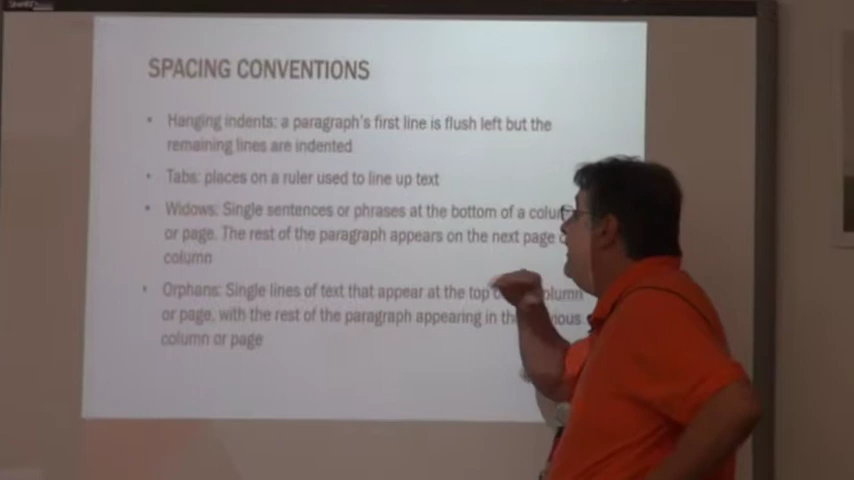 SPACING CONVENTIONS
• Hanging indents: a paragraph's first line is flush left but the
remaining lines are indented
• Tabs: places on a ruler used to line up text
• Widows: Single sentences or phrases at the bottom of a colu
or page. The rest of the paragraph appears on the next page
column
• Orphans: Single lines of text that appear at the top olumn
or page, with the rest of the paragraph appearing in th ious
column or page